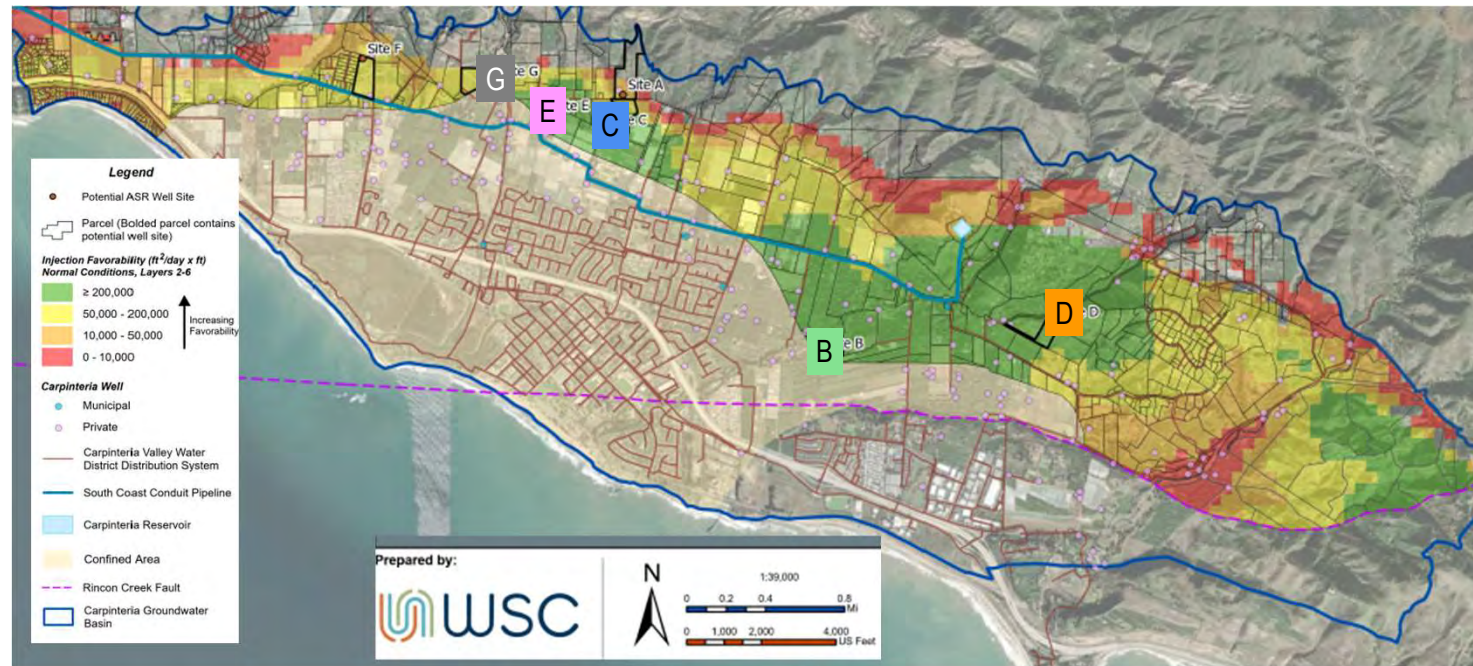 Site F
G
te G
Site A
E
te E
C
e C
D
e D
B
te B
Legend
Potential ASR Well Site
Parcel (Bolded parcel contains
potential well site)
Injection Favorability (ft²/day x ft)
Normal Conditions, Layers 2-6
≥ 200,000
50,000 - 200,000
10,000 - 50,000
0 - 10,000
Increasing
Favorability
Carpinteria Well
Municipal
Private
Carpinteria Valley Water
District Distribution System
South Coast Conduit Pipeline
Carpinteria Reservoir
Confined Area
Rincon Creek Fault
Carpinteria Groundwater
Basin
Prepared by:
WSC
N
1:39,000
0 0.2 0.4 0.8
Mi
0 1,000 2,000 4,000
US Feet